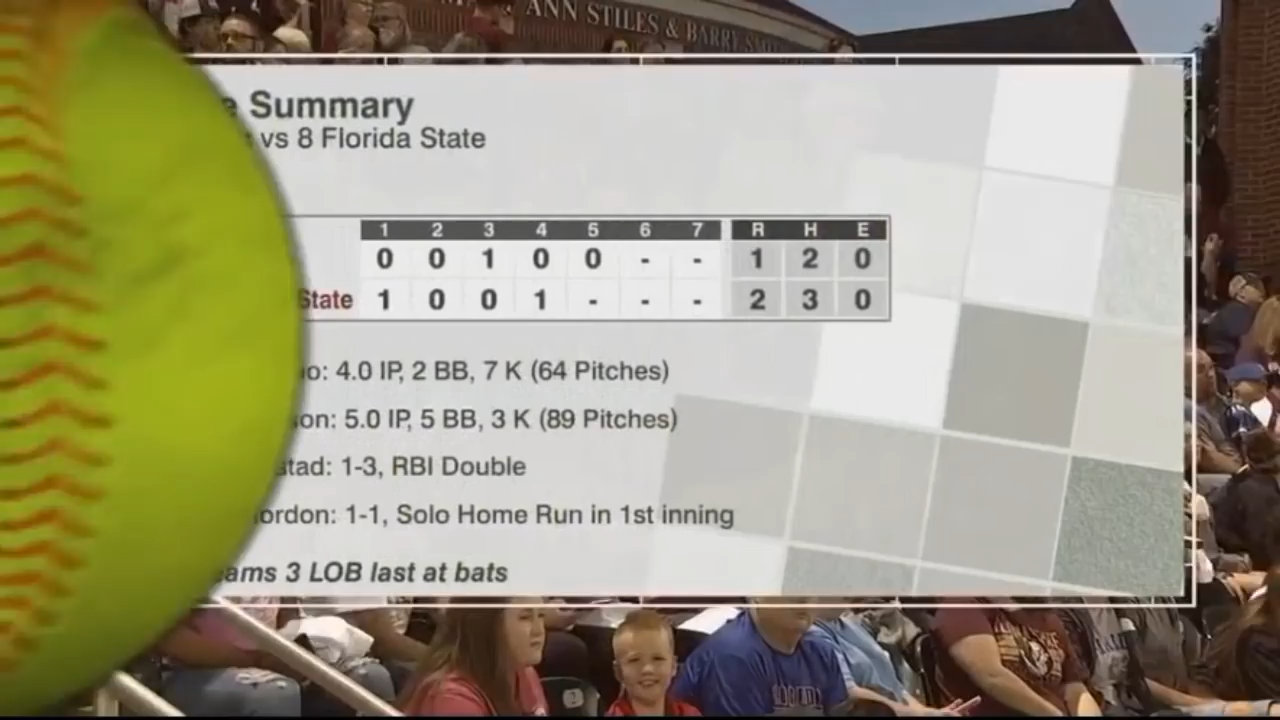 ANN STILES & BARRY
Summary
vs 8 Florida State
1 2 3 4 5 6 7 R H E
0 0 1 0 0 - - 1 2 0
State 1 0 0 1 - - - 2 3 0
4.0 IP, 2 BB, 7 K (64 Pitches)
5.0 IP, 5 BB, 3 K (89 Pitches)
stad: 1-3, RBI Double
ordon: 1-1, Solo Home Run in 1st inning
ams 3 LOB last at bats